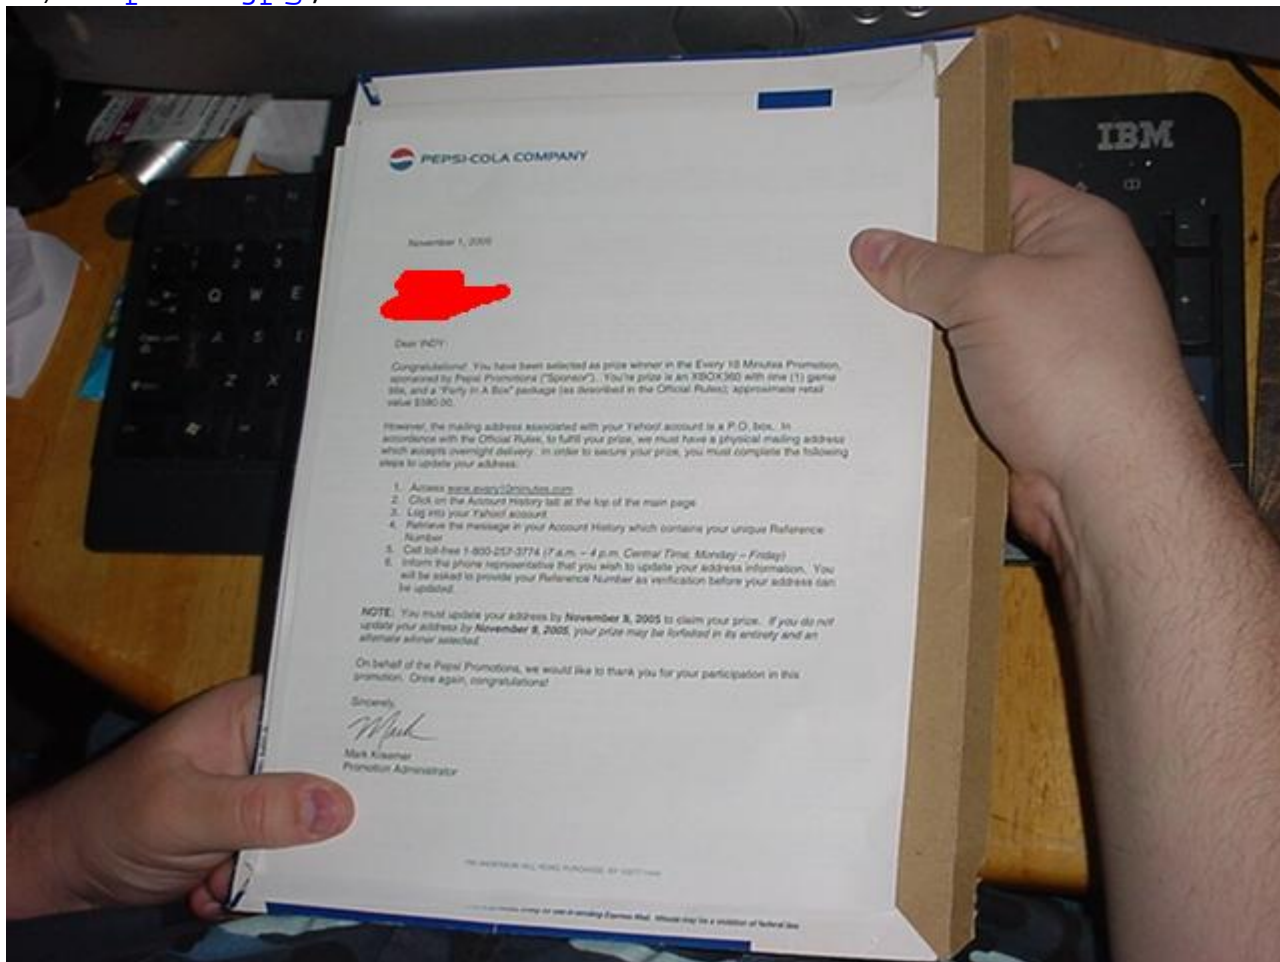 PEPSI-COLA COMPANY
IBM
November 1, 2005
Dear INDY:
Congratulations! You have been selected as prize winner in the Every 10 Minutes Promotion,
sponsored by Pepsi Promotions ("Sponsor"). You're prize is an XBOX360 with one (1) game
title, and a "Party In A Box" package (as described in the Official Rules); approximate retail
value $580.00.
However, the mailing address associated with your Yahoo! account is a P.O. box. In
accordance with the Official Rules, to fulfill your prize, we must have a physical mailing address
which accepts overnight delivery. In order to secure your prize, you must complete the following
steps to update your address:
1. Access www.every10minutes.com
2. Click on the Account History tab at the top of the main page
3. Log into your Yahoo! account
4. Retrieve the message in your Account History which contains your unique Reference
Number
5. Call toll-free 1-800-257-3774 (7 a.m. – 4 p.m. Central Time, Monday – Friday)
6. Inform the phone representative that you wish to update your address information. You
will be asked to provide your Reference Number as verification before your address can
be updated.
NOTE: You must update your address by November 9, 2005 to claim your prize. If you do not
update your address by November 9, 2005, your prize may be forfeited in its entirety and an
alternate winner selected.
On behalf of the Pepsi Promotions, we would like to thank you for your participation in this
promotion. Once again, congratulations!
Sincerely,
Mark
Mark
Promotion Administrator
Q W E
A S
Z X